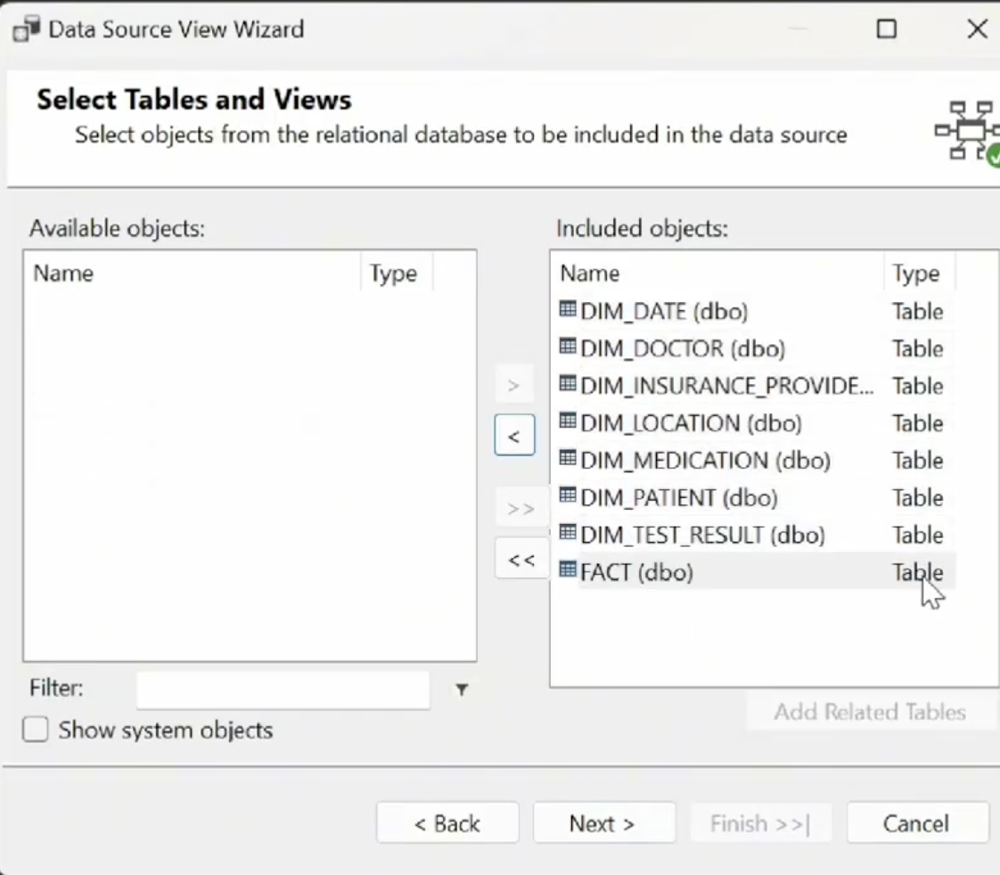 Data Source View Wizard
Select Tables and Views
Select objects from the relational database to be included in the data source
Available objects:
Name Type
Included objects:
Name Type
DIM_DATE (dbo) Table
DIM_DOCTOR (dbo) Table
DIM_INSURANCE_PROVIDE... Table
DIM_LOCATION (dbo) Table
DIM_MEDICATION (dbo) Table
DIM_PATIENT (dbo) Table
DIM_TEST_RESULT (dbo) Table
FACT (dbo) Table
>
<
>>
<<
Filter:
Show system objects
Add Related Tables
< Back Next > Finish >>| Cancel